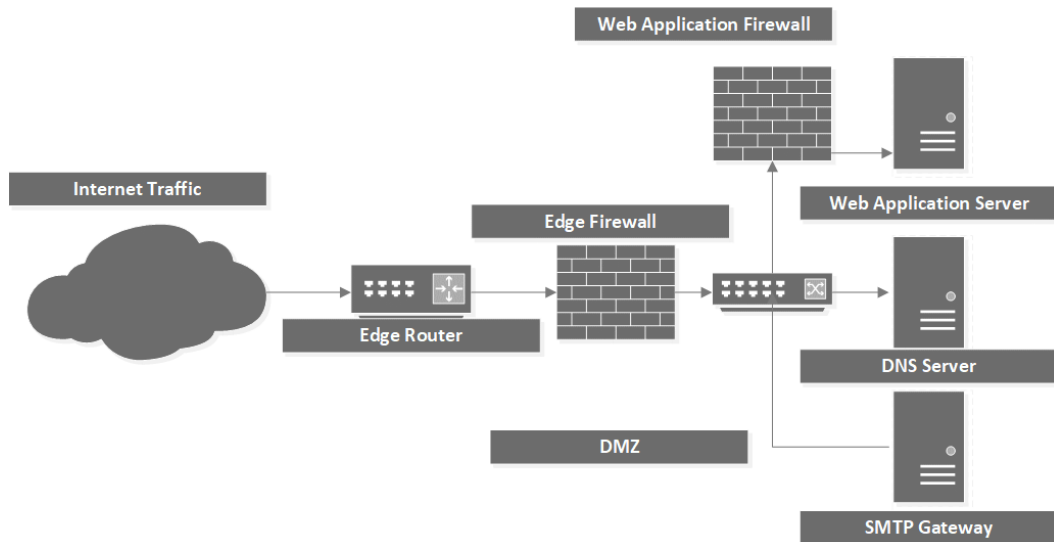 Web Application Firewall
Internet Traffic
Web Application Server
Edge Firewall
Edge Router
DNS Server
DMZ
SMTP Gateway